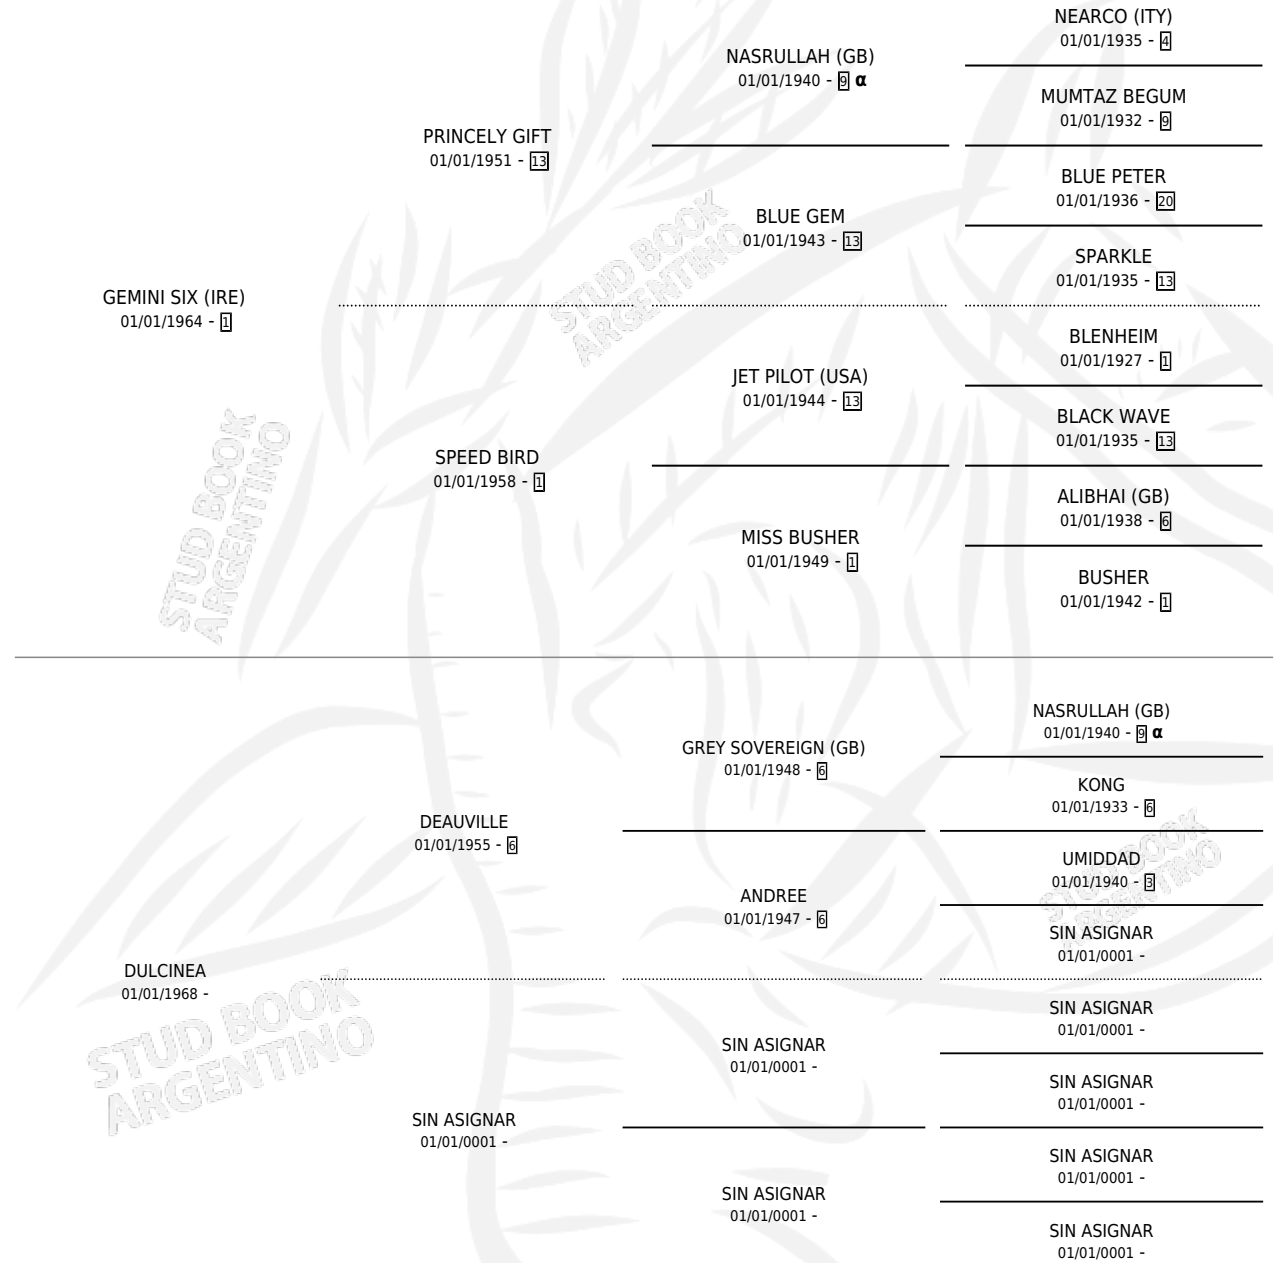 NEARCO (ITY)
01/01/1935 - 4
NASRULLAH (GB)
01/01/1940 - 9 α
MUMTAZ BEGUM
01/01/1932 - 9
PRINCELY GIFT
01/01/1951 - 13
BLUE PETER
01/01/1936 - 20
BLUE GEM
01/01/1943 - 13
SPARKLE
01/01/1935 - 13
GEMINI SIX (IRE)
01/01/1964 - 1
BLENHEIM
01/01/1927 - 1
JET PILOT (USA)
01/01/1944 - 13
BLACK WAVE
01/01/1935 - 13
SPEED BIRD
01/01/1958 - 1
ALIBHAI (GB)
01/01/1938 - 6
MISS BUSHER
01/01/1949 - 1
BUSHER
01/01/1942 - 1
NASRULLAH (GB)
01/01/1940 - 9 α
GREY SOVEREIGN (GB)
01/01/1948 - 6
KONG
01/01/1933 - 6
DEAUVILLE
01/01/1955 - 6
UMIDDAD
01/01/1940 - 3
ANDREE
01/01/1947 - 6
SIN ASIGNAR
01/01/0001 -
DULCINEA
01/01/1968 -
SIN ASIGNAR
01/01/0001 -
SIN ASIGNAR
01/01/0001 -
SIN ASIGNAR
01/01/0001 -
SIN ASIGNAR
01/01/0001 -
SIN ASIGNAR
01/01/0001 -
SIN ASIGNAR
01/01/0001 -
SIN ASIGNAR
01/01/0001 -
STUD BOOK
ARGENTINO
STUD BOOK
ARGENTINO
STUD BOOK
ARGENTINO
STUD BOOK
ARGENTINO